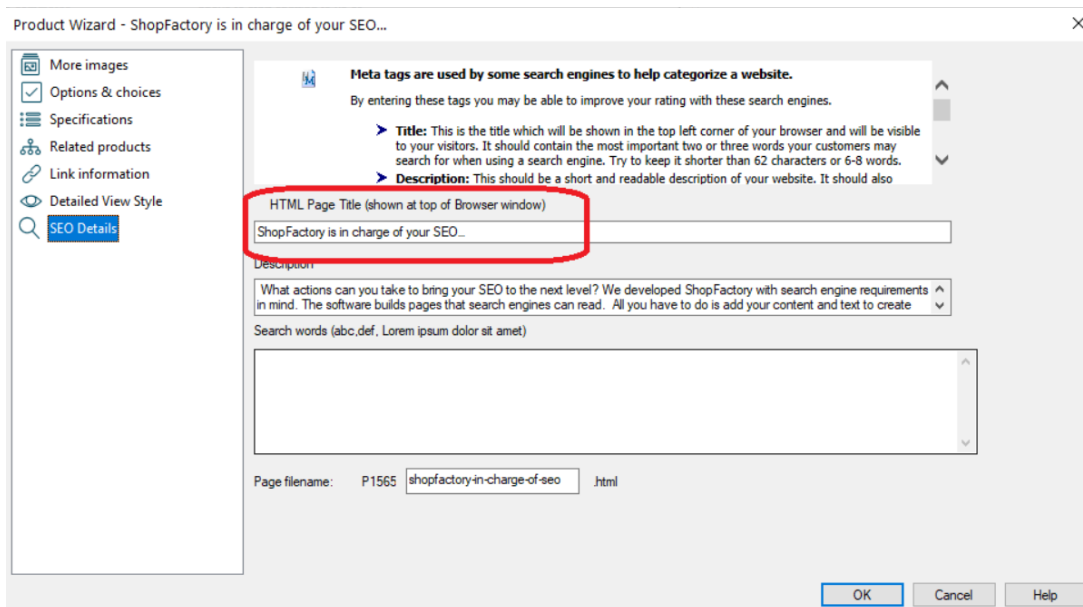 Product Wizard - ShopFactory is in charge of your SEO...
More images
Options & choices
Specifications
Related products
Link information
Detailed View Style
SEO Details
Meta tags are used by some search engines to help categorize a website.
By entering these tags you may be able to improve your rating with these search engines.
Title: This is the title which will be shown in the top left corner of your browser and will be visible
to your visitors. It should contain the most important two or three words your customers may
search for when using a search engine. Try to keep it shorter than 62 characters or 6-8 words.
Description: This should be a short and readable description of your website. It should also
HTML Page Title (shown at top of Browser window)
ShopFactory is in charge of your SEO...
Description
What actions can you take to bring your SEO to the next level? We developed ShopFactory with search engine requirements
in mind. The software builds pages that search engines can read.  All you have to do is add your content and text to create
Search words (abc,def, Lorem ipsum dolor sit amet)
Page filename: P1565 shopfactory-in-charge-of-seo .html
OK Cancel Help